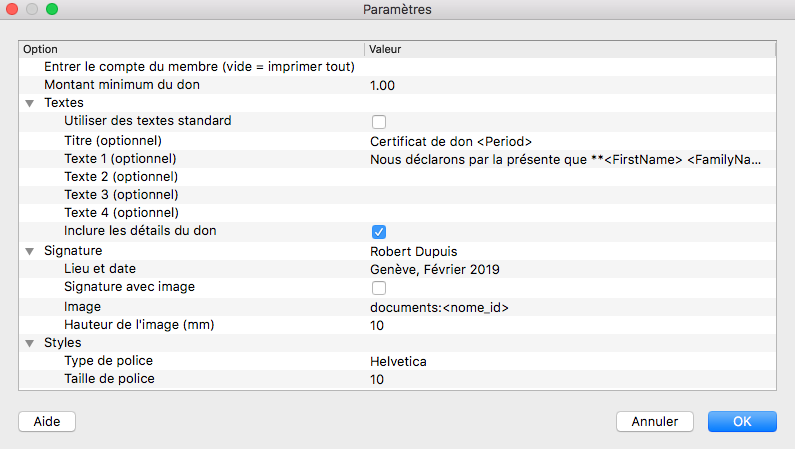 Paramètres
Option Valeur
Entrer le compte du membre (vide = imprimer tout)
Montant minimum du don 1.00
Textes
Utiliser des textes standard
Titre (optionnel) Certificat de don <Period>
Texte 1 (optionnel) Nous déclarons par la présente que **<FirstName> <FamilyNa...
Texte 2 (optionnel)
Texte 3 (optionnel)
Texte 4 (optionnel)
Inclure les détails du don
Signature Robert Dupuis
Lieu et date Genève, Février 2019
Signature avec image
Image documents:<nome_id>
Hauteur de l'image (mm) 10
Styles
Type de police Helvetica
Taille de police 10
Aide Annuler OK